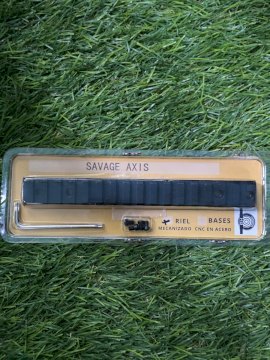 SAVAGE AXIS
RIEL BASES
MECANIZADO CNC EN ACERO